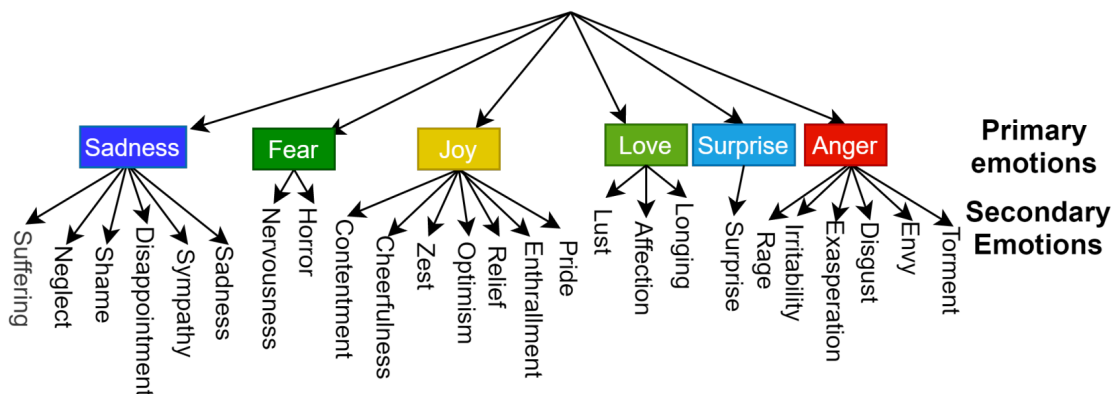 Sadness
Fear
Joy
Love
Surprise
Anger
Primary
emotions
Suffering
Neglect
Shame
Disappointment
Sympathy
Sadness
Nervousness
Horror
Contentment
Cheerfulness
Zest
Optimism
Relief
Enthrallment
Pride
Lust
Affection
Longing
Surprise
Rage
Irritability
Exasperation
Disgust
Envy
Torment
Secondary
Emotions